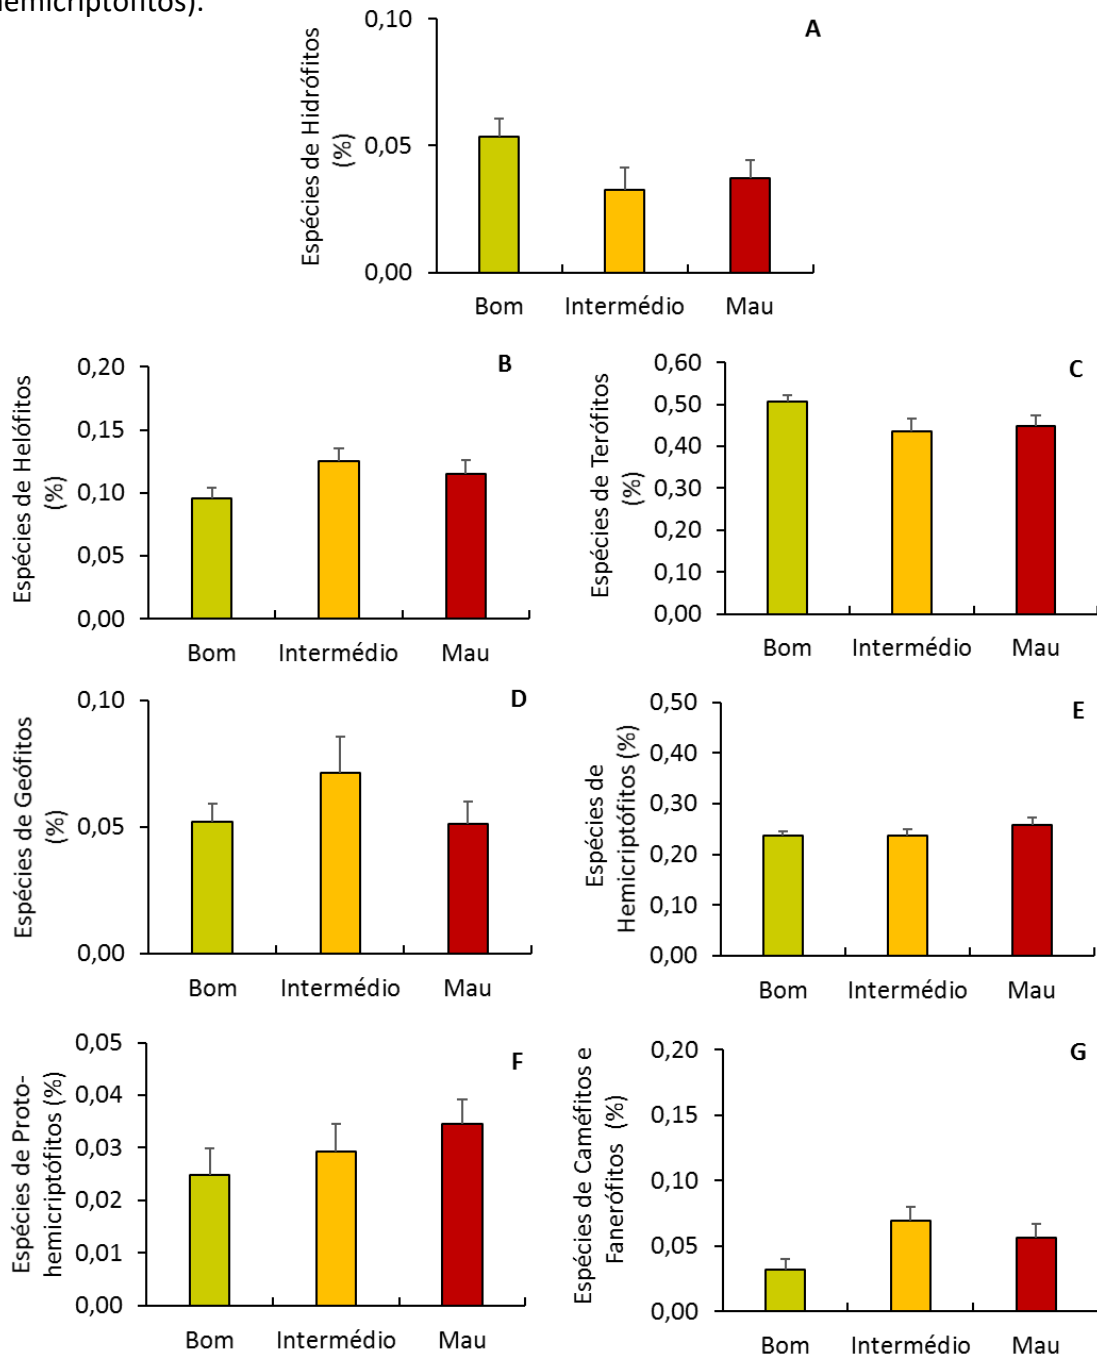 hemicriptófitos).
A
Espécies de Hidrófitos
(%)
0,10
0,05
0,00
Bom Intermédio Mau
B
Espécies de Helófitos
(%)
0,20
0,15
0,10
0,05
0,00
Bom Intermédio Mau
C
Espécies de Terófitos
(%)
0,60
0,50
0,40
0,30
0,20
0,10
0,00
Bom Intermédio Mau
D
Espécies de Geófitos
(%)
0,10
0,05
0,00
Bom Intermédio Mau
E
Espécies de
Hemicriptófitos (%)
0,50
0,40
0,30
0,20
0,10
0,00
Bom Intermédio Mau
F
Espécies de Proto-
hemicriptófitos (%)
0,05
0,04
0,03
0,02
0,01
0,00
Bom Intermédio Mau
G
Espécies de Caméfitos e
Fanerófitos (%)
0,20
0,15
0,10
0,05
0,00
Bom Intermédio Mau